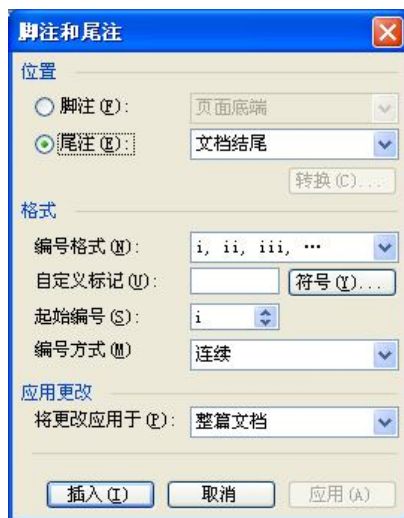 脚注和尾注
位置
脚注(F): 页面底端
尾注(E): 文档结尾
转换(C)...
格式
编号格式(N): i, ii, iii, …
自定义标记(U): 符号(Y)...
起始编号(S): i
编号方式(M) 连续
应用更改
将更改应用于(P): 整篇文档
插入(I) 取消 应用(A)